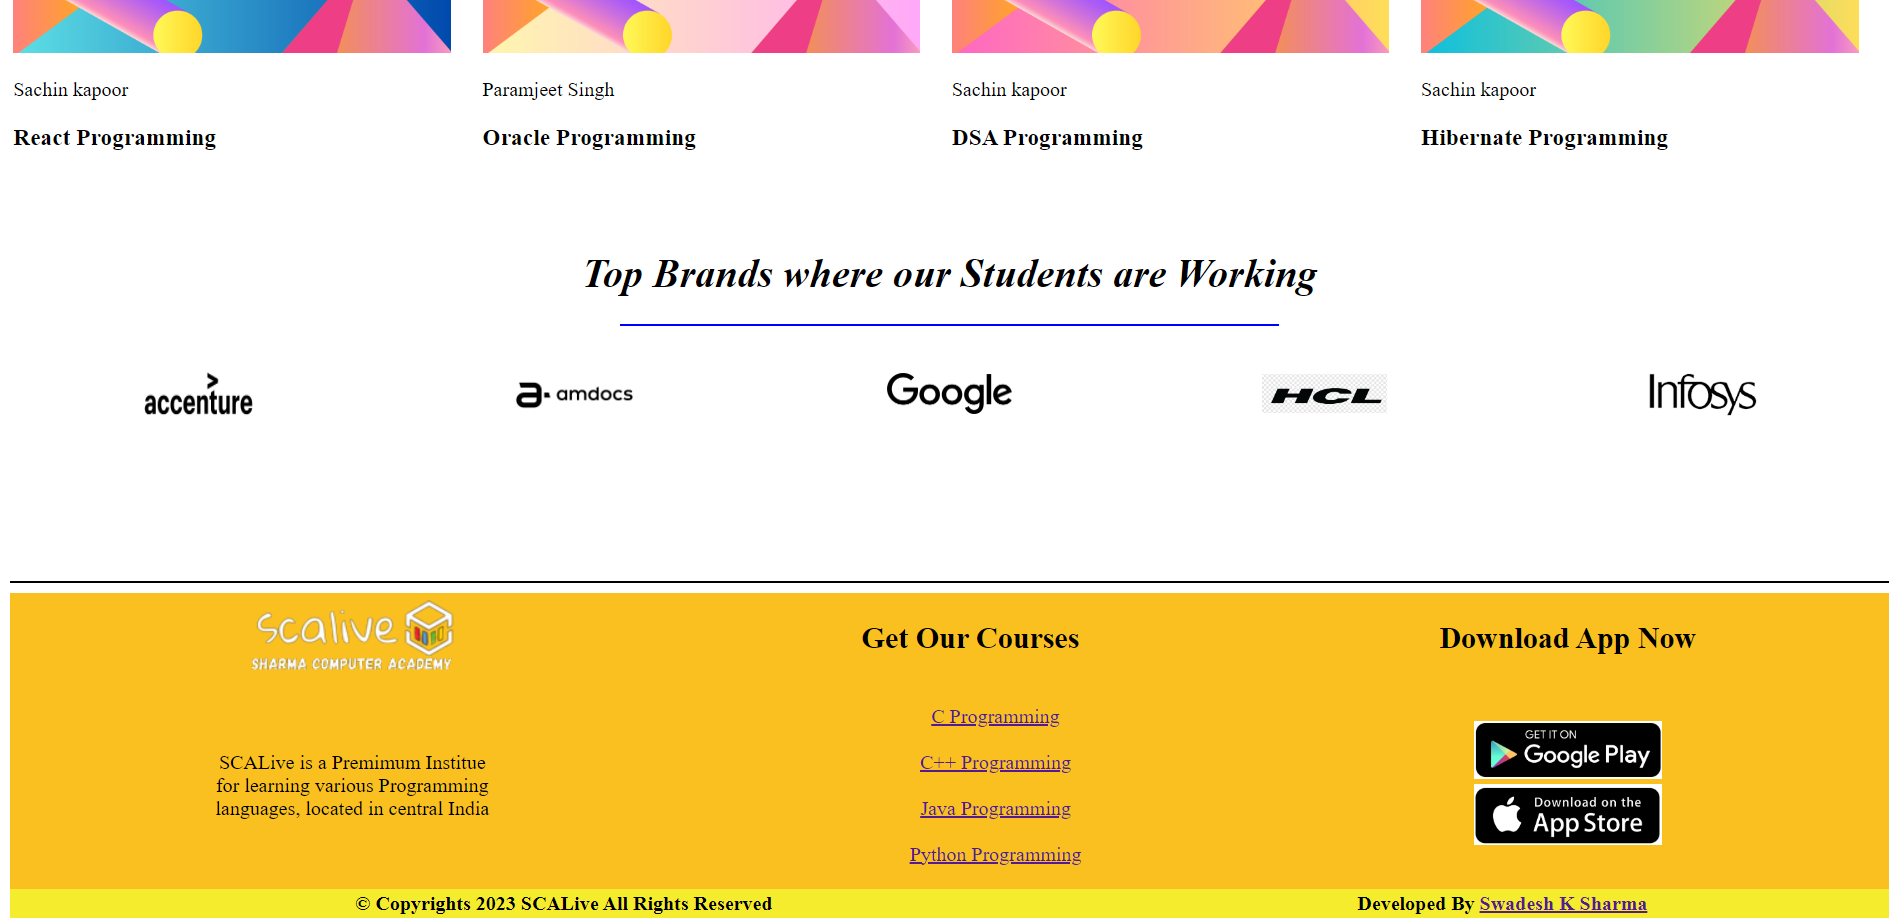 Sachin kapoor
Paramjeet Singh
Sachin kapoor
Sachin kapoor
React Programming
Oracle Programming
DSA Programming
Hibernate Programming
Top Brands where our Students are Working
accenture
amdocs
Google
HCL
Infosys
scalive
SHARMA COMPUTER ACADEMY
SCALive is a Premimum Institue
for learning various Programming
languages, located in central India
Get Our Courses
C Programming
C++ Programming
Java Programming
Python Programming
Download App Now
GET IT ON
Google Play
Download on the
App Store
© Copyrights 2023 SCALive All Rights Reserved
Developed By Swadesh K Sharma